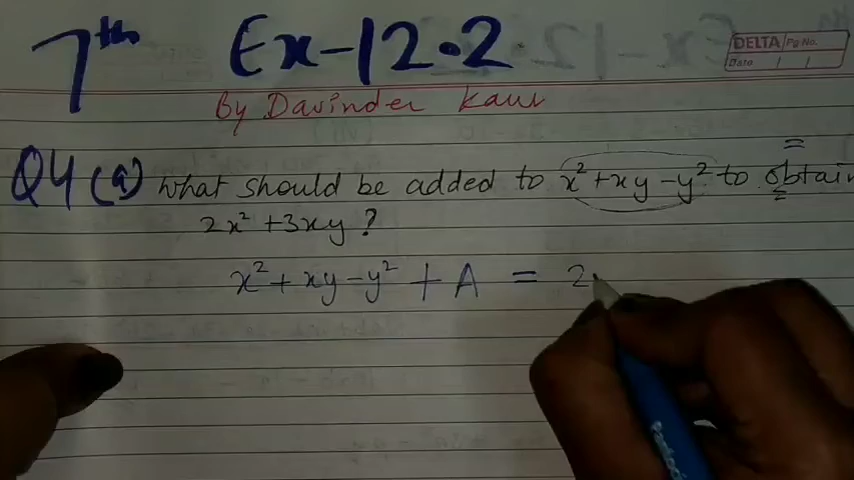 7th Ex-12.2
DELTA Pg No.
Date / /
By Davinder Kaur
Q4 (a) What should be added to x² + xy - y² to obtain
2x² + 3xy ?
x² + xy - y² + A = 2